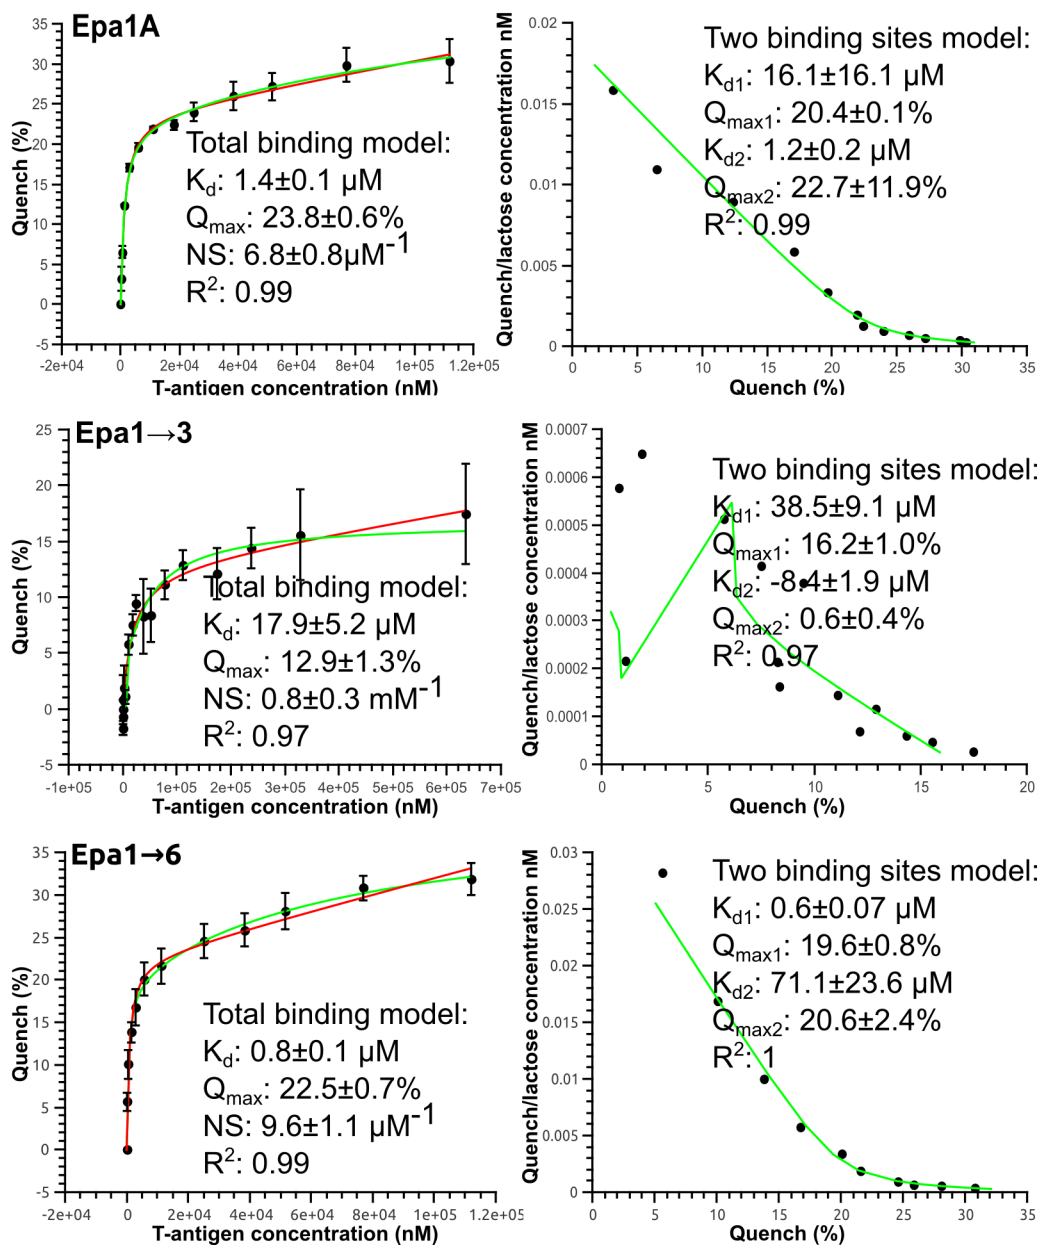 Epa1A
35
30
25
20
15
10
5
0
-5
Quench (%)
Total binding model:
Kd: 1.4±0.1 µM
Qmax: 23.8±0.6%
NS: 6.8±0.8µM-1
R2: 0.99
-2e+04 0 2e+04 4e+04 6e+04 8e+04 1e+05 1.2e+05
T-antigen concentration (nM)
Quench/lactose concentration nM
0.02
0.015
0.01
0.005
0
Two binding sites model:
Kd1: 16.1±16.1 µM
Qmax1: 20.4±0.1%
Kd2: 1.2±0.2 µM
Qmax2: 22.7±11.9%
R2: 0.99
0 5 10 15 20 25 30 35
Quench (%)
Epa1→3
25
20
15
10
5
0
-5
Quench (%)
Total binding model:
Kd: 17.9±5.2 µM
Qmax: 12.9±1.3%
NS: 0.8±0.3 mM-1
R2: 0.97
-1e+05 0 1e+05 2e+05 3e+05 4e+05 5e+05 6e+05 7e+05
T-antigen concentration (nM)
Quench/lactose concentration nM
0.0007
0.0006
0.0005
0.0004
0.0003
0.0002
0.0001
0
Two binding sites model:
Kd1: 38.5±9.1 µM
Qmax1: 16.2±1.0%
Kd2: -8.4±1.9 µM
Qmax2: 0.6±0.4%
R2: 0.97
0 5 10 15 20
Quench (%)
Epa1→6
35
30
25
20
15
10
5
0
-5
Quench (%)
Total binding model:
Kd: 0.8±0.1 µM
Qmax: 22.5±0.7%
NS: 9.6±1.1 µM-1
R2: 0.99
-2e+04 0 2e+04 4e+04 6e+04 8e+04 1e+05 1.2e+05
T-antigen concentration (nM)
Quench/lactose concentration nM
0.03
0.025
0.02
0.015
0.01
0.005
0
Two binding sites model:
Kd1: 0.6±0.07 µM
Qmax1: 19.6±0.8%
Kd2: 71.1±23.6 µM
Qmax2: 20.6±2.4%
R2: 1
0 5 10 15 20 25 30 35
Quench (%)